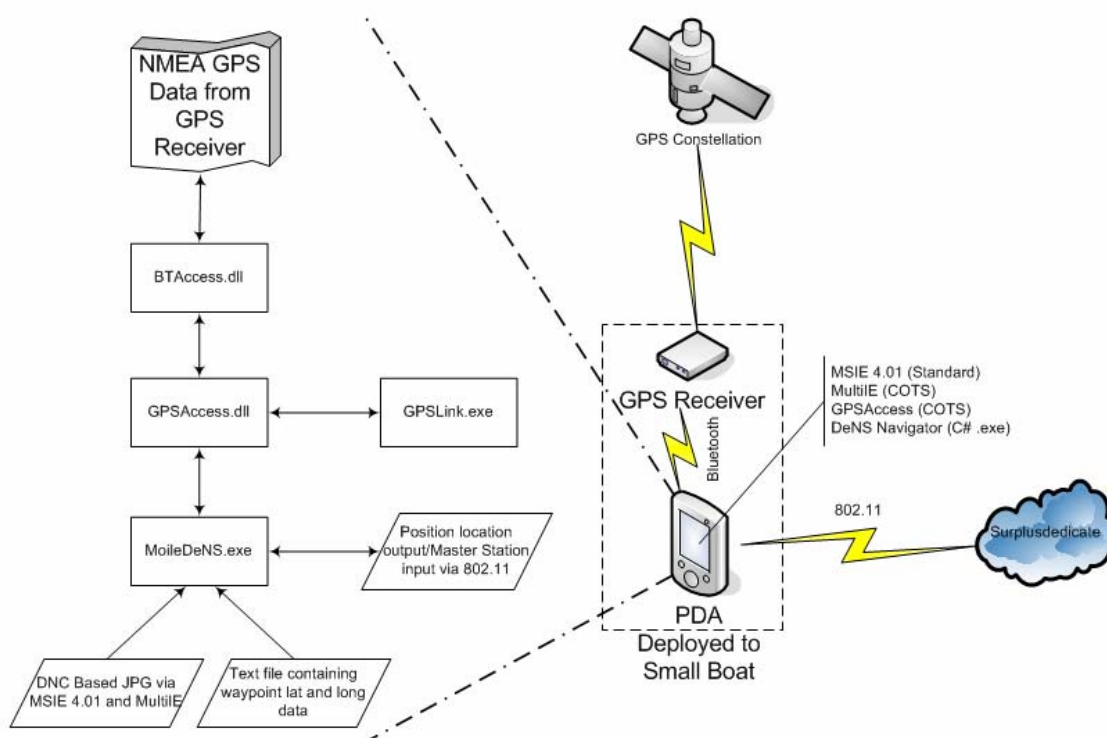 NMEA GPS
Data from
GPS
Receiver
BTAccess.dll
GPSAccess.dll
GPSLink.exe
MoileDeNS.exe
Position location
output/Master Station
input via 802.11
DNC Based JPG via
MSIE 4.01 and MultiIE
Text file containing
waypoint lat and long
data
GPS Constellation
GPS Receiver
Bluetooth
MSIE 4.01 (Standard)
MultiIE (COTS)
GPSAccess (COTS)
DeNS Navigator (C# .exe)
802.11
Surplusdedicate
PDA
Deployed to
Small Boat